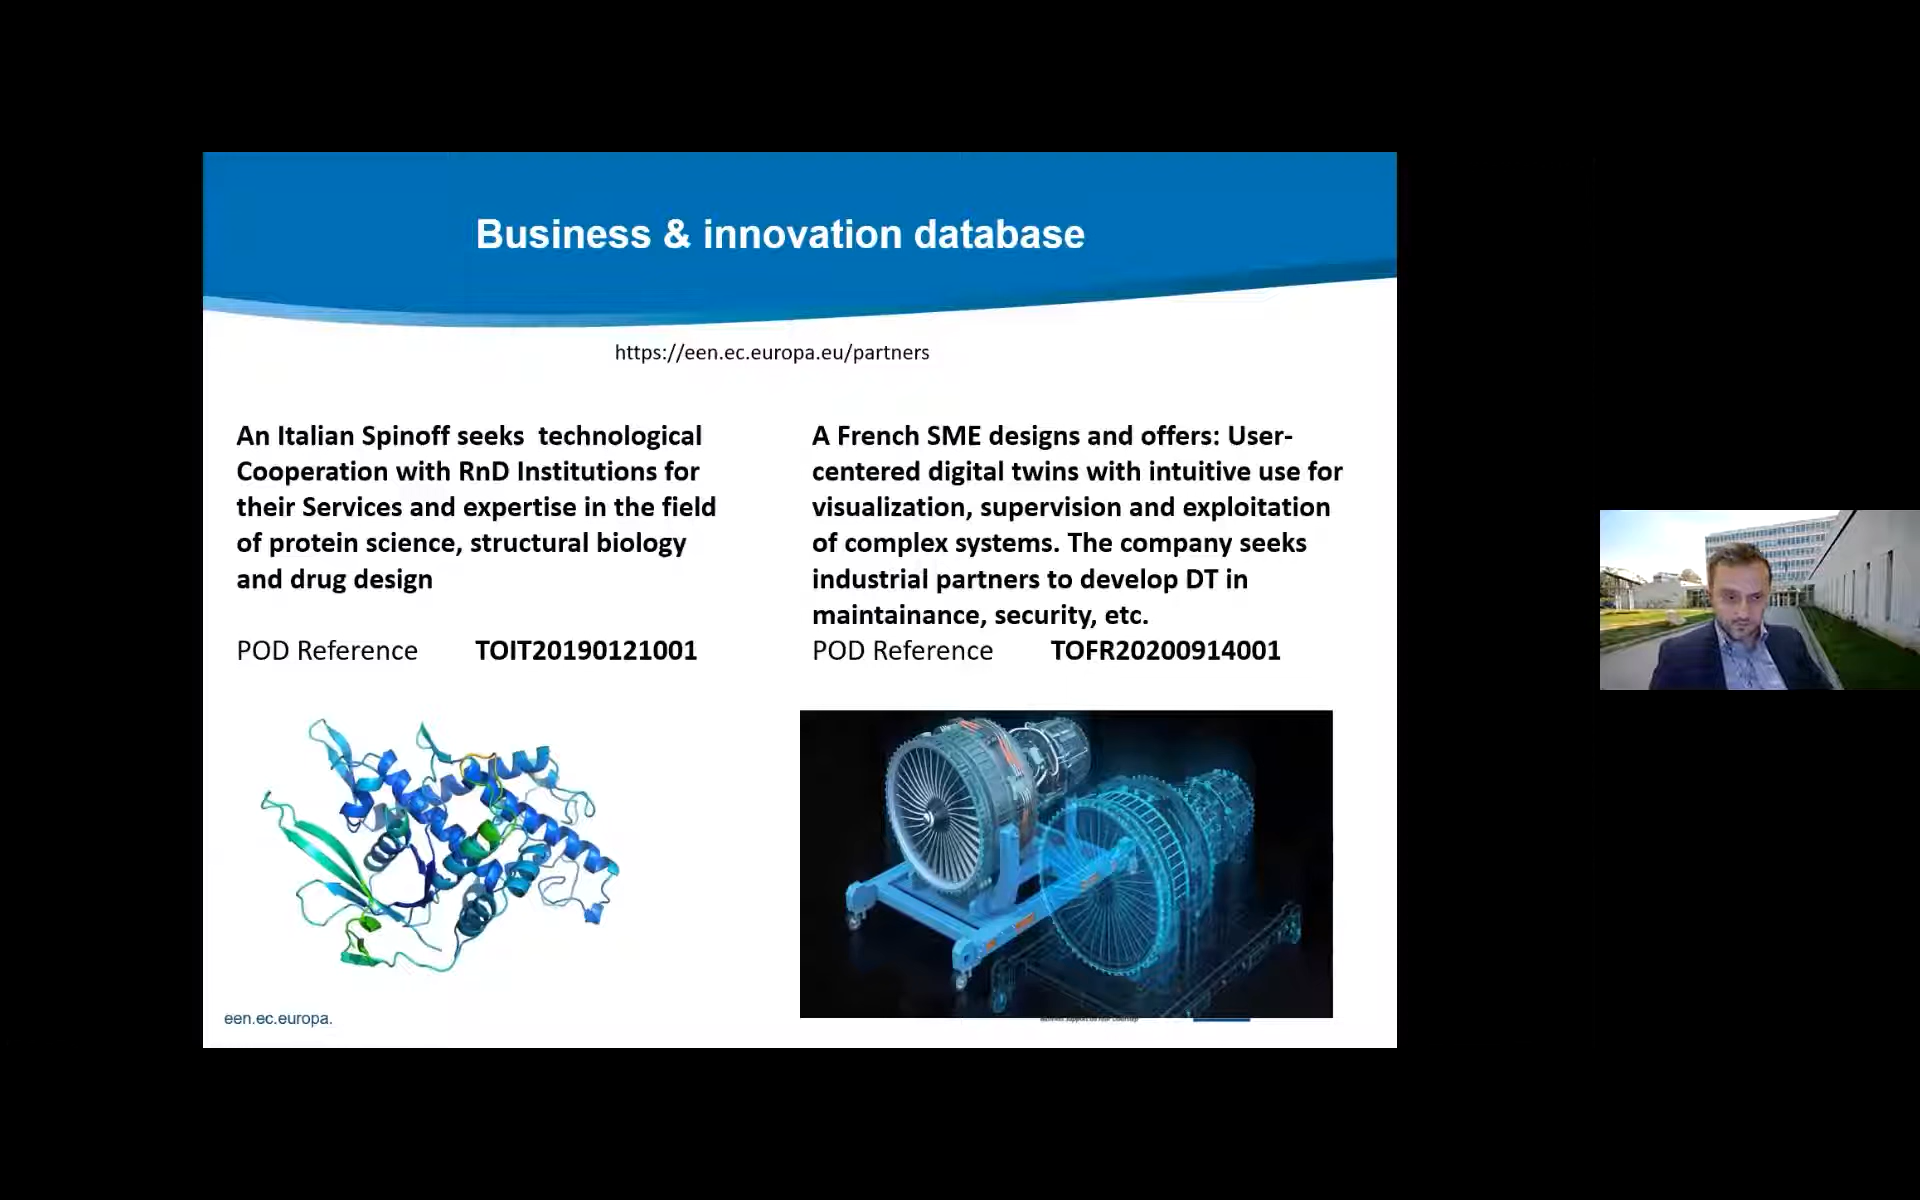 Business & innovation database
https://een.ec.europa.eu/partners
An Italian Spinoff seeks technological
Cooperation with RnD Institutions for
their Services and expertise in the field
of protein science, structural biology
and drug design
POD Reference TOIT20190121001
A French SME designs and offers: User-
centered digital twins with intuitive use for
visualization, supervision and exploitation
of complex systems. The company seeks
industrial partners to develop DT in
maintainance, security, etc.
POD Reference TOFR20200914001
een.ec.europa.